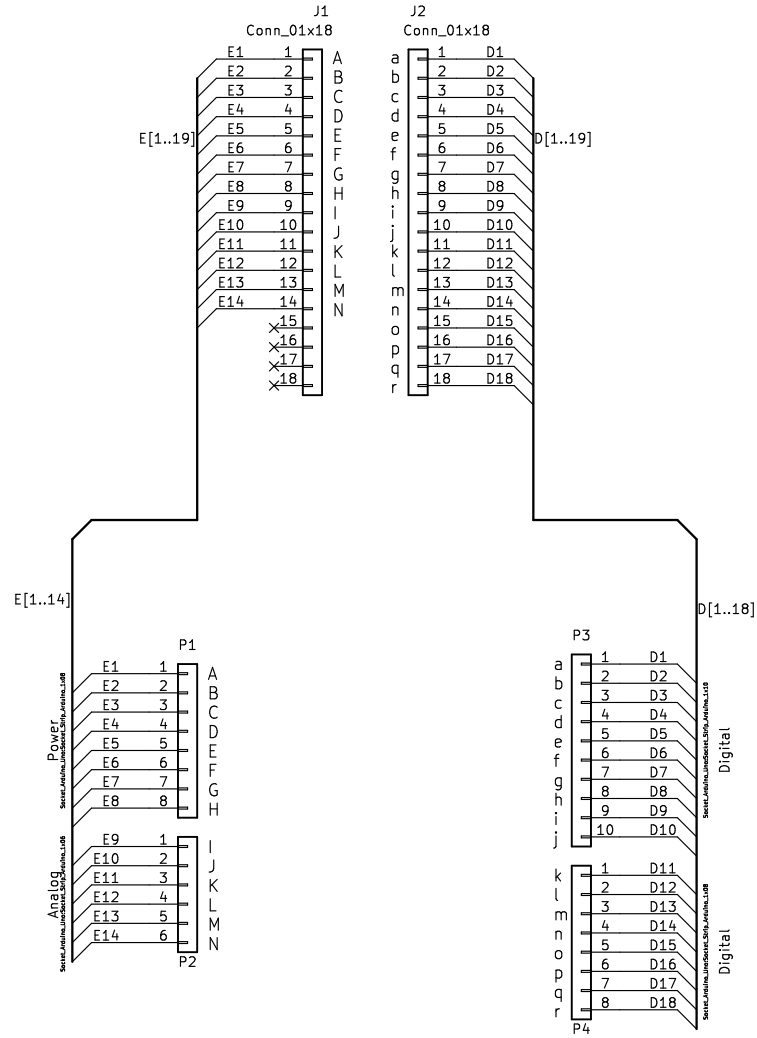 J1 J2
Conn_01x18 Conn_01x18
E1 1 A a 1 D1
E2 2 B b 2 D2
E3 3 C c 3 D3
E4 4 D d 4 D4
E[1..19] E5 5 E e 5 D5 D[1..19]
E6 6 F f 6 D6
E7 7 G g 7 D7
E8 8 H h 8 D8
E9 9 I i 9 D9
E10 10 J j 10 D10
E11 11 K k 11 D11
E12 12 L l 12 D12
E13 13 M m 13 D13
E14 14 N n 14 D14
15 o 15 D15
16 p 16 D16
17 q 17 D17
18 r 18 D18
E[1..14] D[1..18]
P1
E1 1 A
E2 2 B
E3 3 C
E4 4 D
E5 5 E
E6 6 F
E7 7 G
E8 8 H
Power
Socket_Arduino_Uno:Socket_Strip_Arduino_1x08
E9 1 I
E10 2 J
E11 3 K
E12 4 L
E13 5 M
E14 6 N
P2
Analog
Socket_Arduino_Uno:Socket_Strip_Arduino_1x06
P3
a 1 D1
b 2 D2
c 3 D3
d 4 D4
e 5 D5
f 6 D6
g 7 D7
h 8 D8
i 9 D9
j 10 D10
Socket_Arduino_Uno:Socket_Strip_Arduino_1x10
Digital
k 1 D11
l 2 D12
m 3 D13
n 4 D14
o 5 D15
p 6 D16
q 7 D17
r 8 D18
P4
Socket_Arduino_Uno:Socket_Strip_Arduino_1x08
Digital